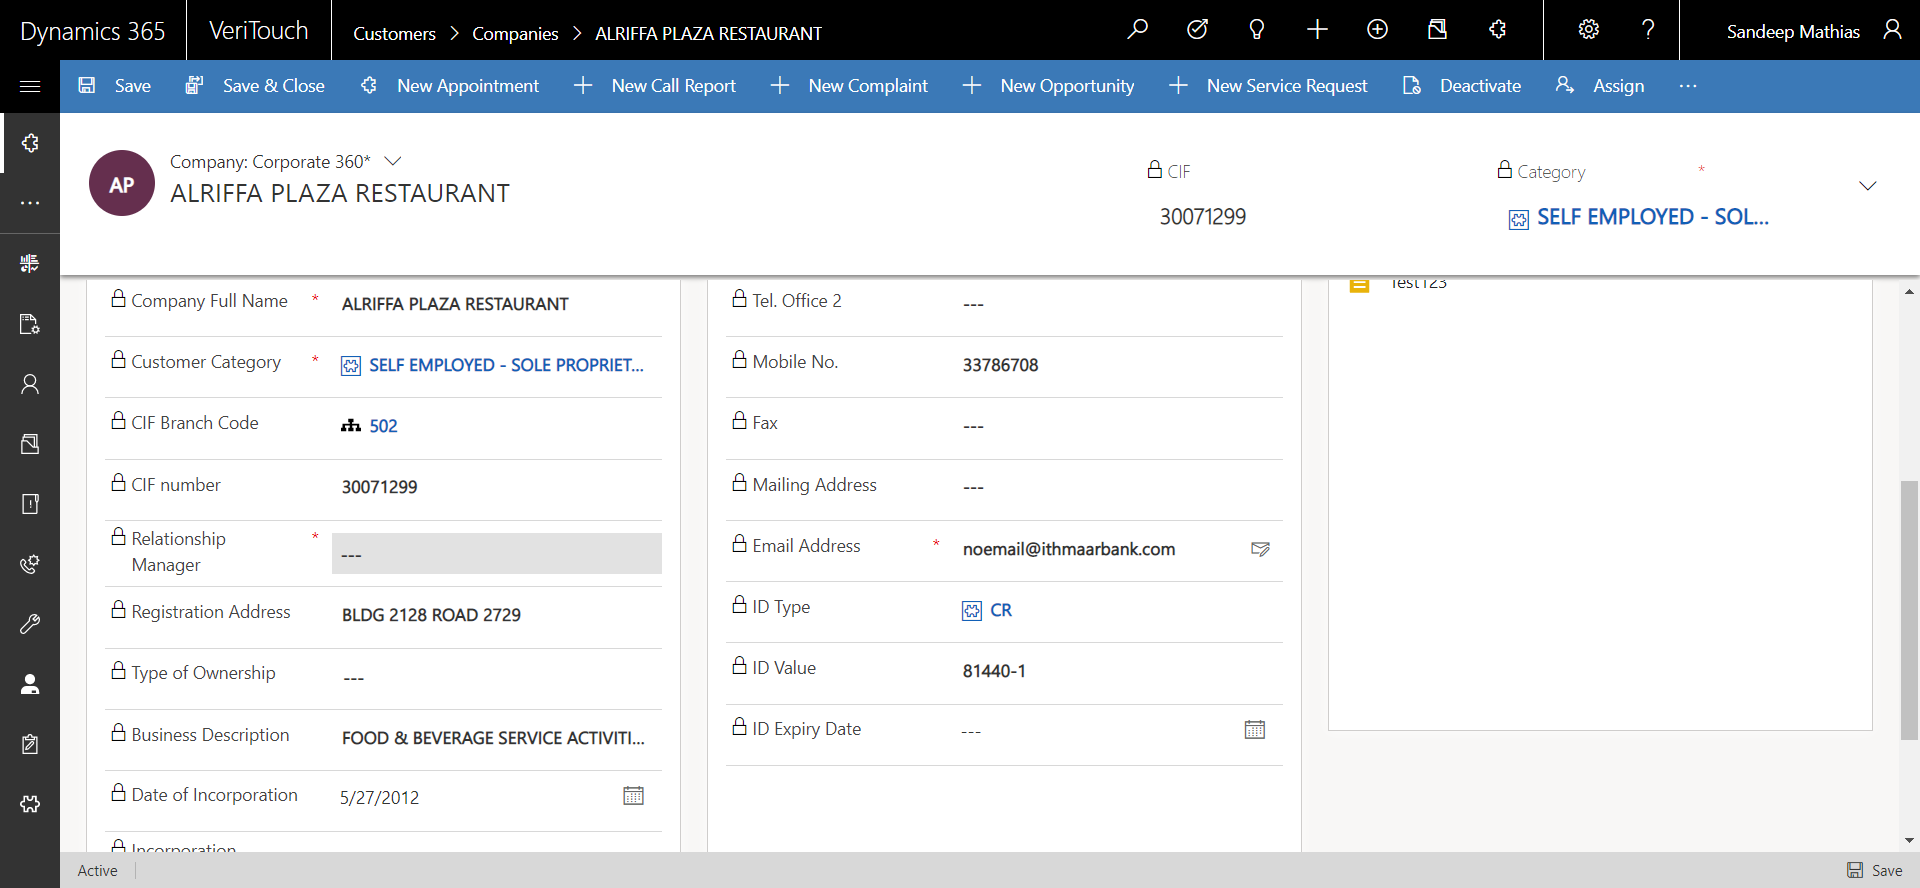 Dynamics 365
VeriTouch
Customers > Companies > ALRIFFA PLAZA RESTAURANT
Sandeep Mathias
Save
Save & Close
New Appointment
New Call Report
New Complaint
New Opportunity
New Service Request
Deactivate
Assign
AP
Company: Corporate 360*
ALRIFFA PLAZA RESTAURANT
CIF
30071299
Category *
SELF EMPLOYED - SOL...
Company Full Name * ALRIFFA PLAZA RESTAURANT
Customer Category * SELF EMPLOYED - SOLE PROPRIET...
CIF Branch Code 502
CIF number 30071299
Relationship Manager * ---
Registration Address BLDG 2128 ROAD 2729
Type of Ownership ---
Business Description FOOD & BEVERAGE SERVICE ACTIVITI...
Date of Incorporation 5/27/2012
Incorporation
Tel. Office 2 ---
Mobile No. 33786708
Fax ---
Mailing Address ---
Email Address * noemail@ithmaarbank.com
ID Type CR
ID Value 81440-1
ID Expiry Date ---
Test123
Active
Save